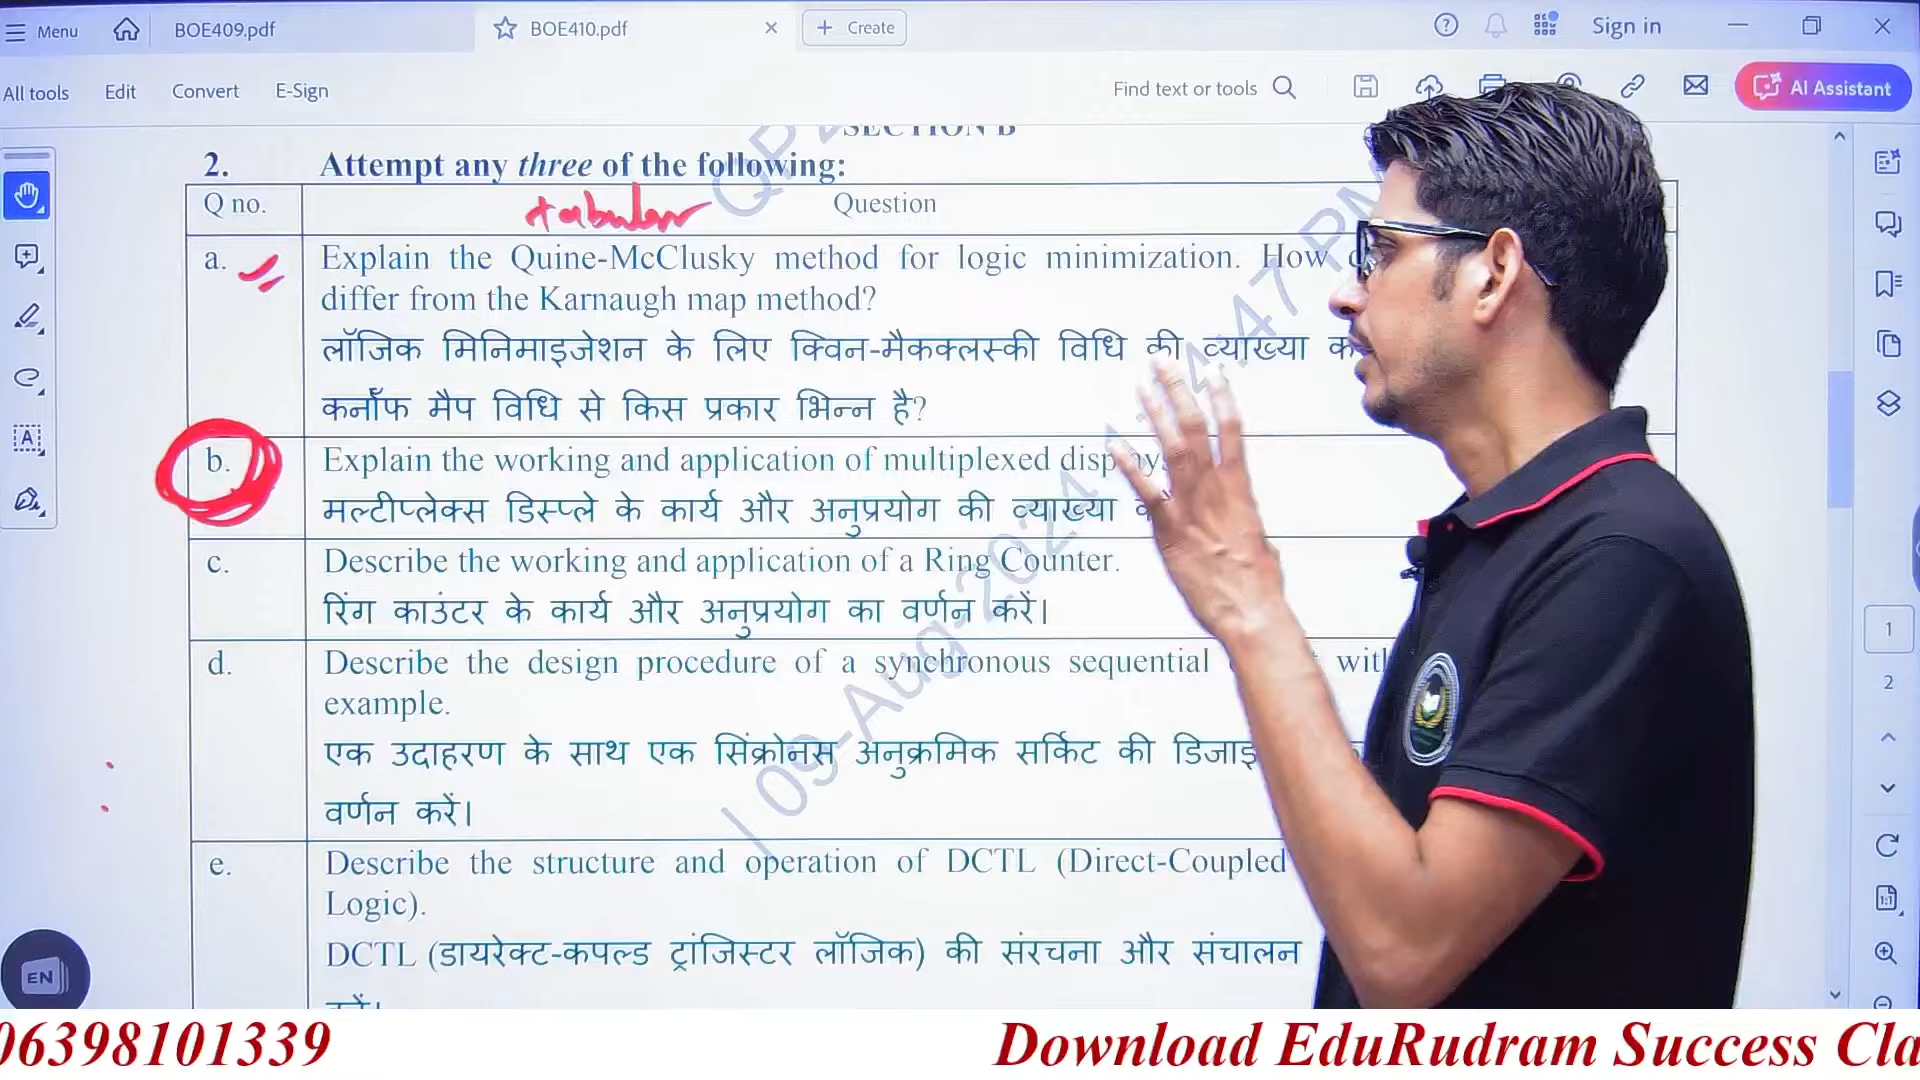 Menu
BOE409.pdf
BOE410.pdf
Create
Sign in
All tools
Edit
Convert
E-Sign
Find text or tools
AI Assistant
SECTION B
2. Attempt any three of the following:
Q no.
tabular
Question
a. Explain the Quine-McClusky method for logic minimization. How
differ from the Karnaugh map method?
लॉजिक मिनिमाइजेशन के लिए क्विन-मैकक्लस्की विधि की व्याख्या
कर्नॉफ मैप विधि से किस प्रकार भिन्न है?
b. Explain the working and application of multiplexed
मल्टीप्लेक्स डिस्प्ले के कार्य और अनुप्रयोग की व्याख्या
c. Describe the working and application of a Ring Counter.
रिंग काउंटर के कार्य और अनुप्रयोग का वर्णन करें।
d. Describe the design procedure of a synchronous sequential
example.
एक उदाहरण के साथ एक सिंक्रोनस अनुक्रमिक सर्किट की
वर्णन करें।
e. Describe the structure and operation of DCTL (Direct-Coupled
Logic).
DCTL (डायरेक्ट-कपल्ड ट्रांजिस्टर लॉजिक) की संरचना और संचालन
1
2
EN
06398101339
Download EduRudram Success Cla